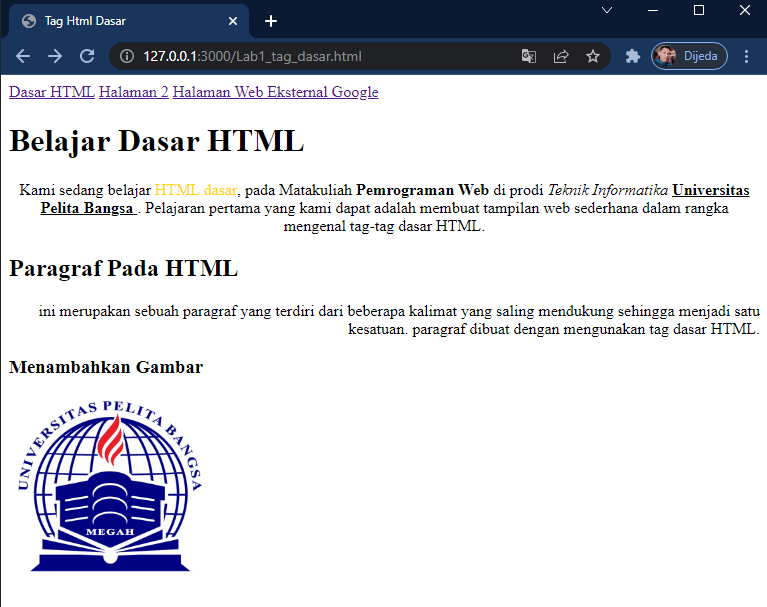 Tag Html Dasar
127.0.0.1:3000/Lab1_tag_dasar.html
Dijeda
Dasar HTML Halaman 2 Halaman Web Eksternal Google
Belajar Dasar HTML
Kami sedang belajar HTML dasar, pada Matakuliah Pemrograman Web di prodi Teknik Informatika Universitas
Pelita Bangsa . Pelajaran pertama yang kami dapat adalah membuat tampilan web sederhana dalam rangka
mengenal tag-tag dasar HTML.
Paragraf Pada HTML
ini merupakan sebuah paragraf yang terdiri dari beberapa kalimat yang saling mendukung sehingga menjadi satu
kesatuan. paragraf dibuat dengan mengunakan tag dasar HTML.
Menambahkan Gambar
UNIVERSITAS PELITA BANGSA
MEGAH